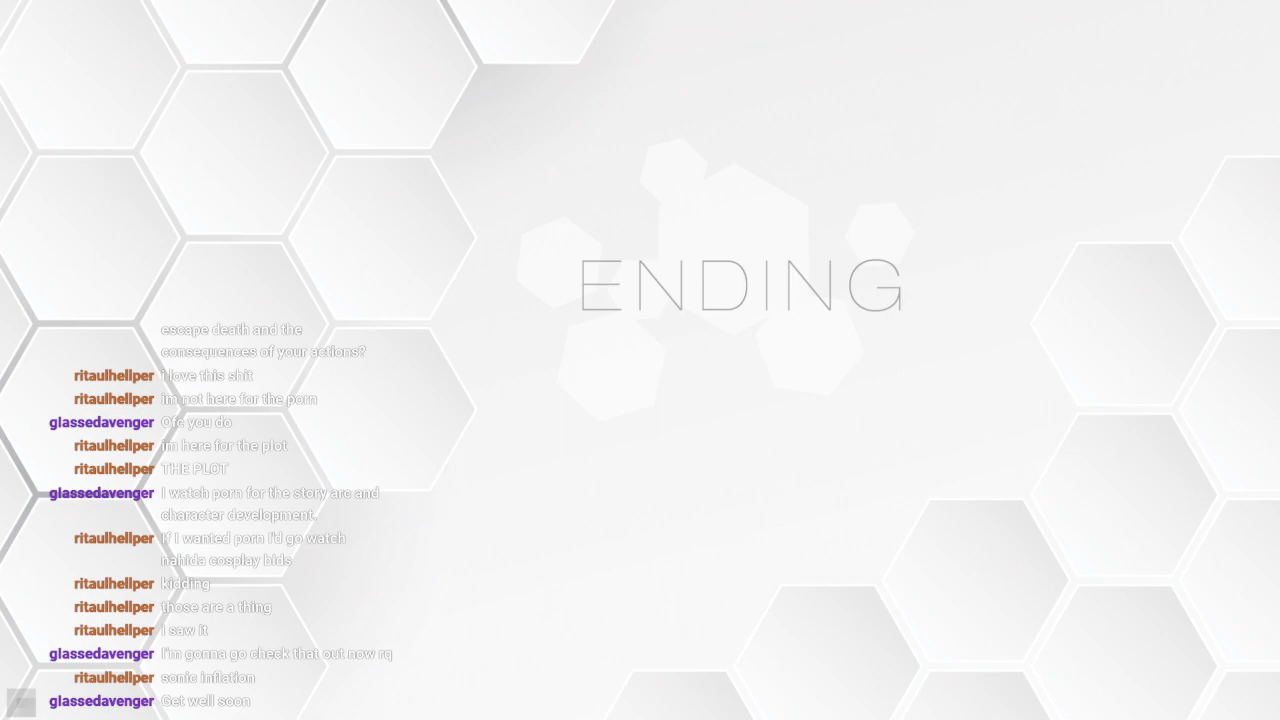 ENDING
escape death and the
consequences of your actions?
ritaulhellper i love this shit
ritaulhellper im not here for the porn
glassedavenger Ofc you do
ritaulhellper im here for the plot
ritaulhellper THE PLOT
glassedavenger I watch porn for the story arc and
character development.
ritaulhellper If I wanted porn I'd go watch
nahida cosplay bids
ritaulhellper kidding
ritaulhellper those are a thing
ritaulhellper i saw it
glassedavenger I'm gonna go check that out now rq
ritaulhellper sonic inflation
glassedavenger Get well soon